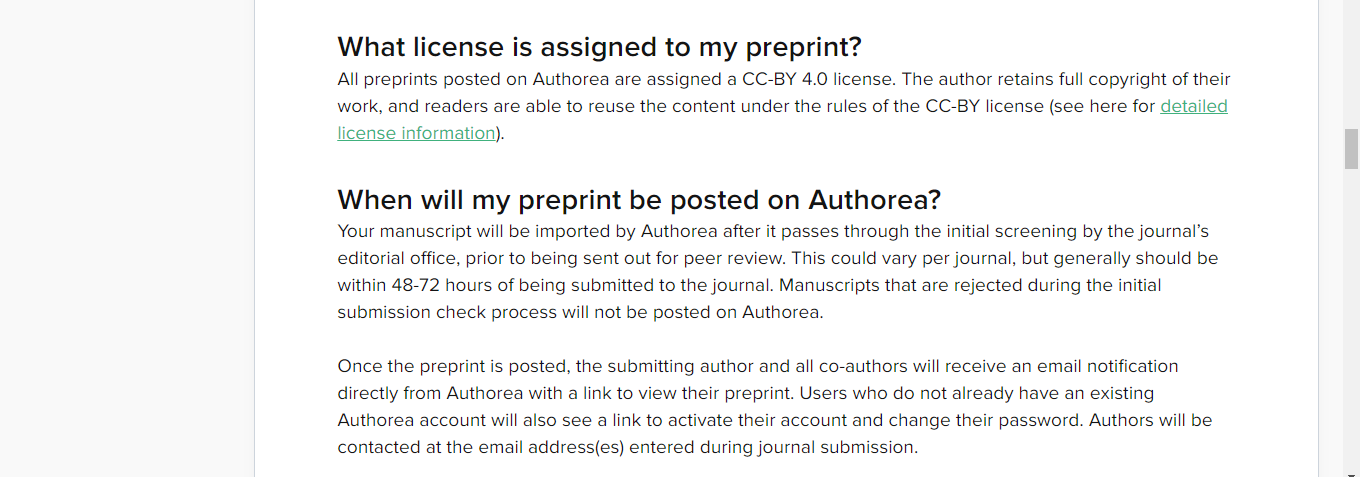 What license is assigned to my preprint?
All preprints posted on Authorea are assigned a CC-BY 4.0 license. The author retains full copyright of their
work, and readers are able to reuse the content under the rules of the CC-BY license (see here for detailed
license information).
When will my preprint be posted on Authorea?
Your manuscript will be imported by Authorea after it passes through the initial screening by the journal’s
editorial office, prior to being sent out for peer review. This could vary per journal, but generally should be
within 48-72 hours of being submitted to the journal. Manuscripts that are rejected during the initial
submission check process will not be posted on Authorea.
Once the preprint is posted, the submitting author and all co-authors will receive an email notification
directly from Authorea with a link to view their preprint. Users who do not already have an existing
Authorea account will also see a link to activate their account and change their password. Authors will be
contacted at the email address(es) entered during journal submission.